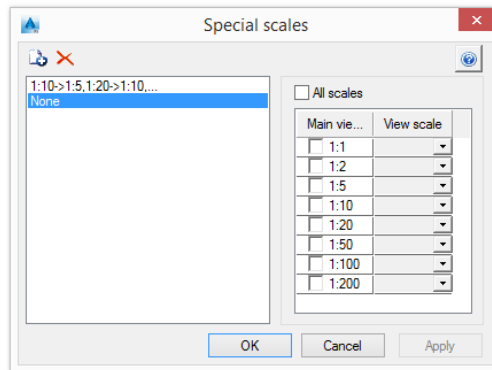 Special scales
1:10->1:5,1:20->1:10,...
None
All scales
Main vie... View scale
1:1
1:2
1:5
1:10
1:20
1:50
1:100
1:200
OK Cancel Apply